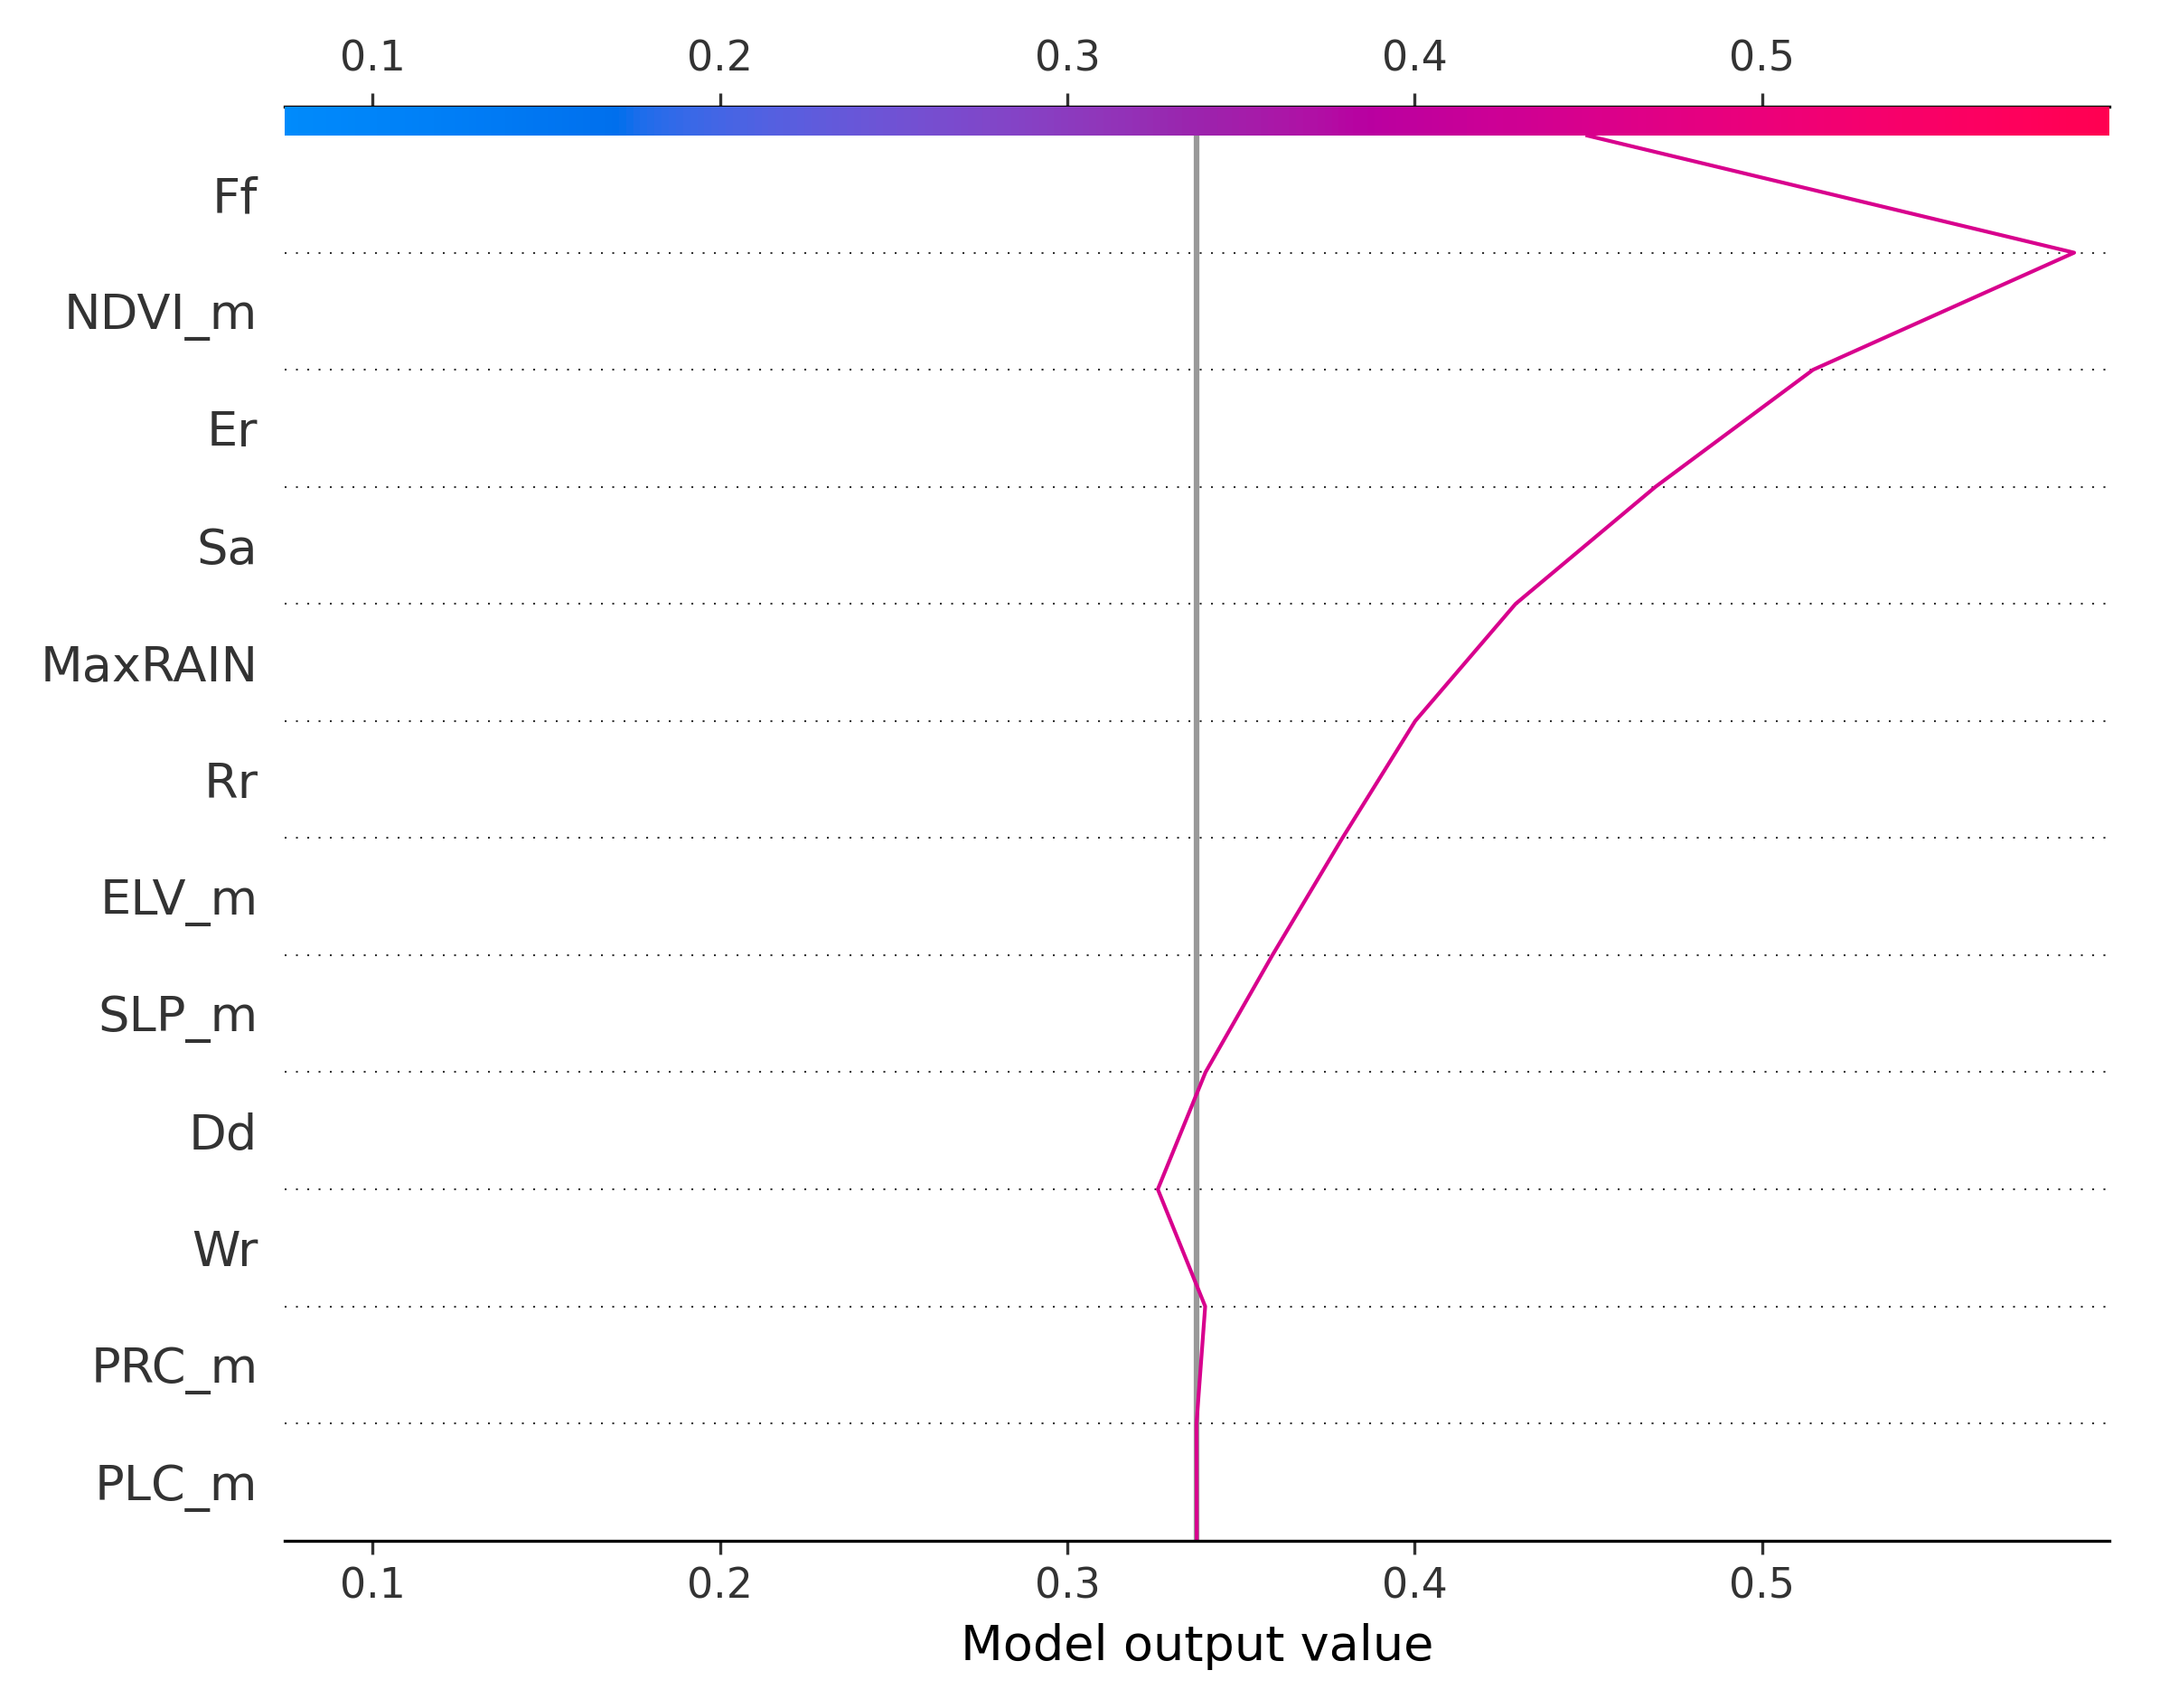 0.1 0.2 0.3 0.4 0.5
Ff
NDVI_m
Er
Sa
MaxRAIN
Rr
ELV_m
SLP_m
Dd
Wr
PRC_m
PLC_m
0.1 0.2 0.3 0.4 0.5
Model output value